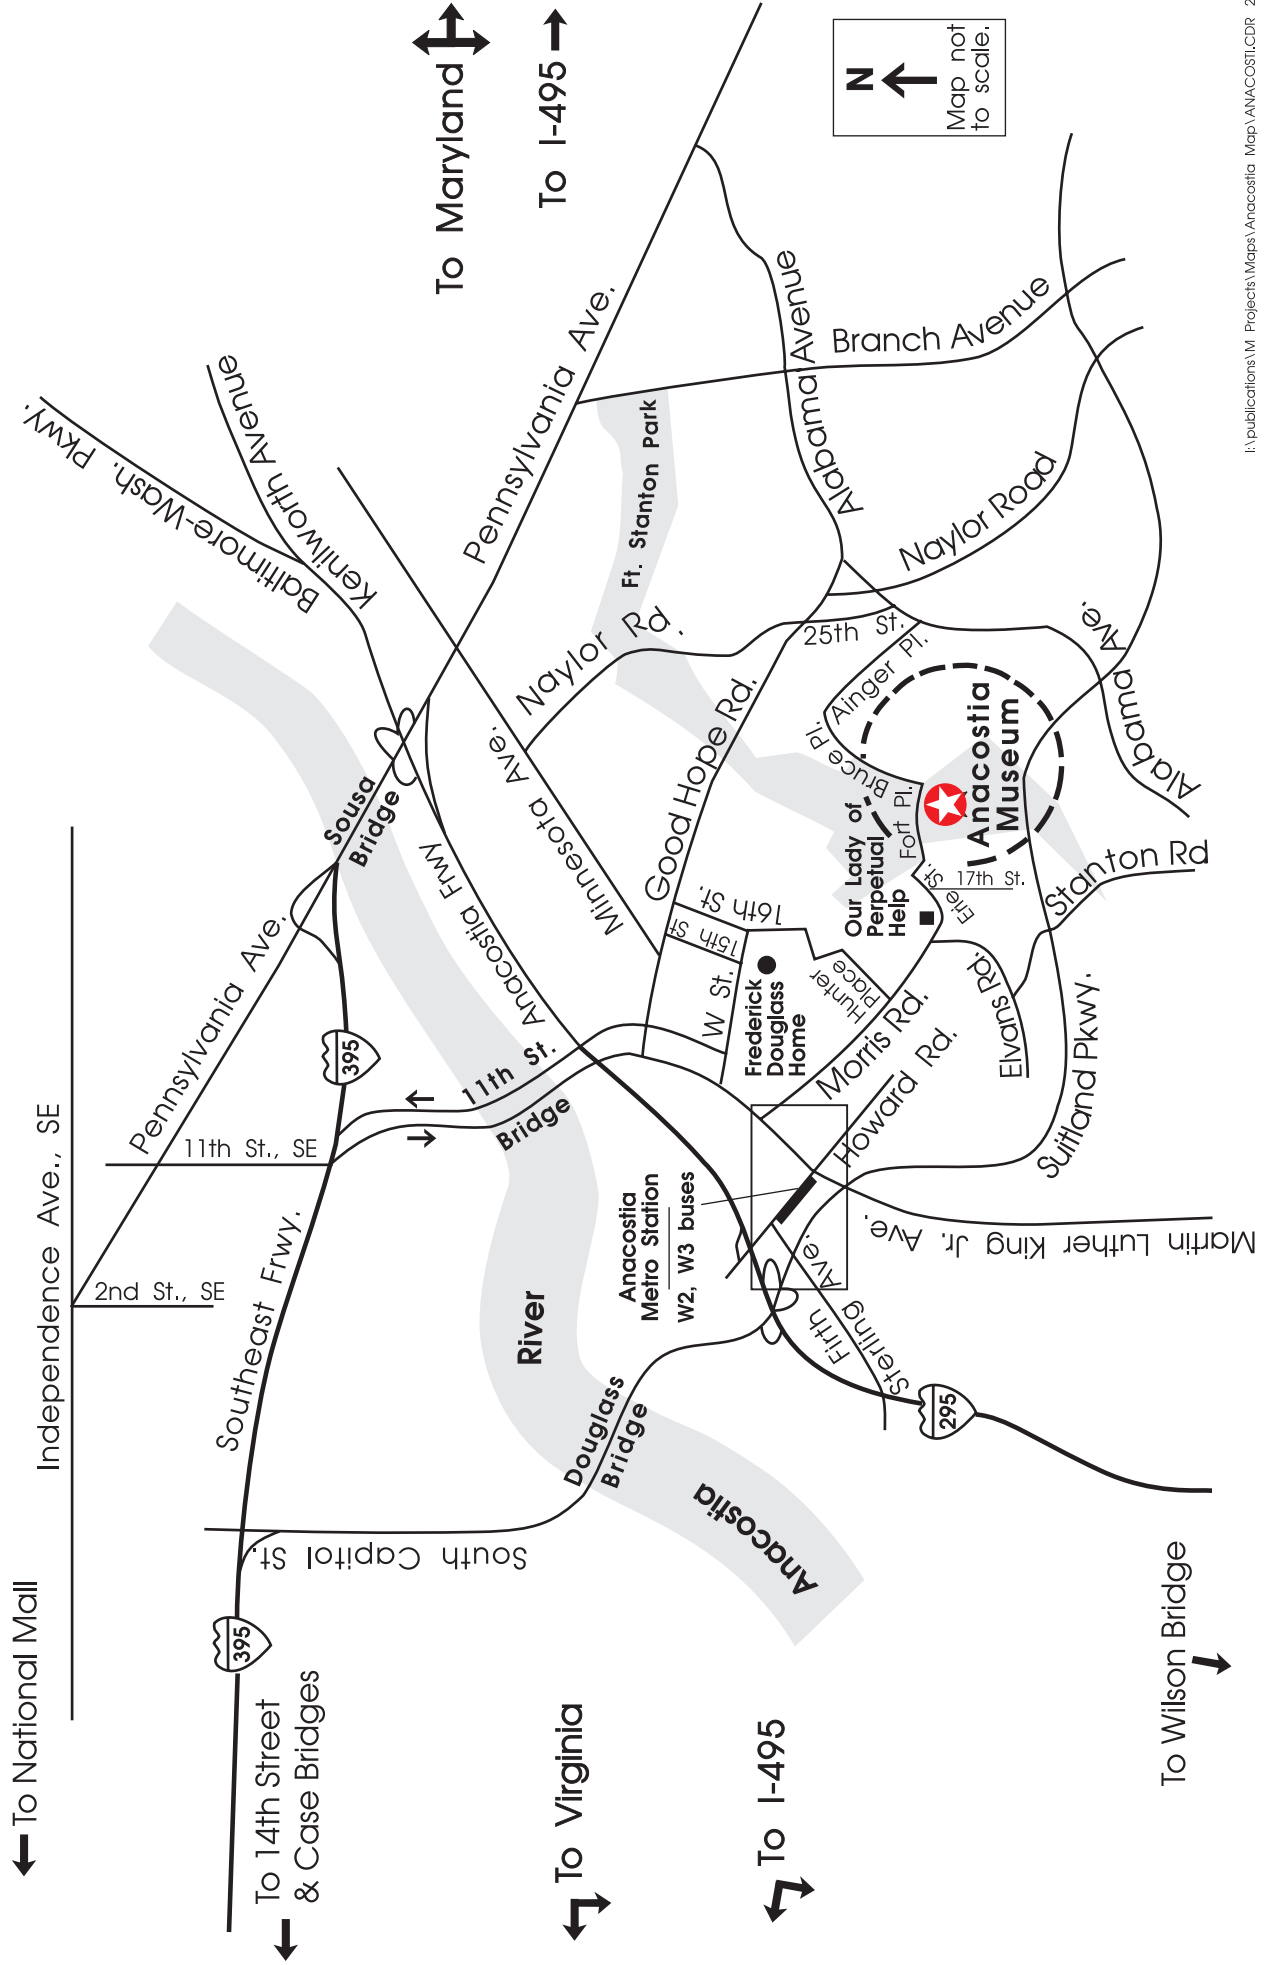 To National Mall
Independence Ave., SE
2nd St., SE
11th St., SE
Pennsylvania Ave.
Southeast Frwy.
395
395
To 14th Street
& Case Bridges
South Capitol St.
Sousa
Bridge
Baltimore-Wash. Pkwy.
Kenilworth Avenue
To Maryland
To I-495
Pennsylvania Ave.
Anacostia Frwy
Minnesota Ave.
11th St.
Bridge
River
Anacostia
Douglass
Bridge
To Virginia
To I-495
To Wilson Bridge
295
Anacostia
Metro Station
W2, W3 buses
Firth
Sterling
Ave.
Howard Rd.
Morris Rd.
Martin Luther King Jr. Ave.
Suitland Pkwy.
Elvans Rd.
Stanton Rd
Good Hope Rd.
Naylor Rd.
Ft. Stanton Park
16th St.
15th St
W St.
Frederick
Douglass
Home
Hunter
Place
Our Lady of
Perpetual
Help
Erie St.
17th St.
Fort Pl.
Bruce Pl.
Ainger Pl.
25th St.
Anacostia
Museum
Alabama Ave.
Alabama
Naylor Road
Alabama Avenue
Branch Avenue
N
Map not
to scale.
I:\publications\M Projects\Maps\Anacostia Map\ANACOSTI.CDR 2